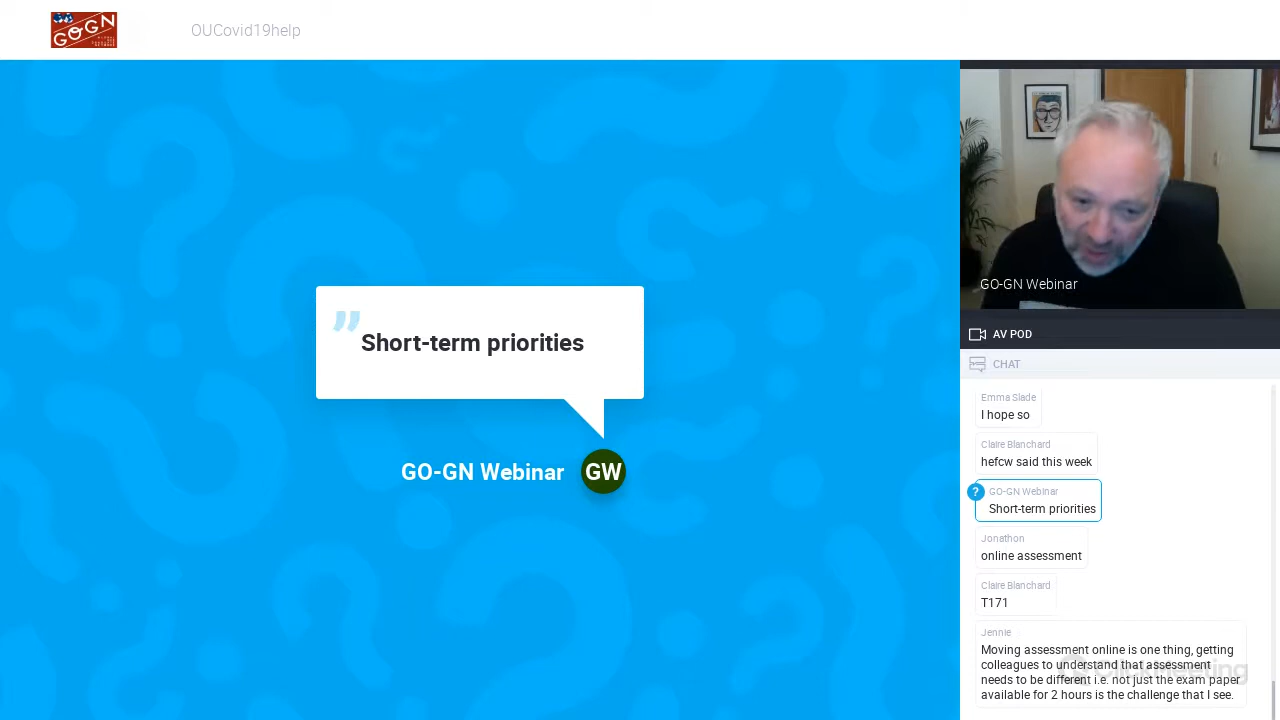 GO-GN
OUCovid19help
Short-term priorities
GO-GN Webinar
GW
GO-GN Webinar
AV POD
CHAT
Emma Slade
I hope so
Claire Blanchard
hefcw said this week
?
GO-GN Webinar
Short-term priorities
Jonathon
online assessment
Claire Blanchard
T171
Jennie
Moving assessment online is one thing, getting
colleagues to understand that assessment
needs to be different i.e. not just the exam paper
available for 2 hours is the challenge that I see.
ClickMeeting